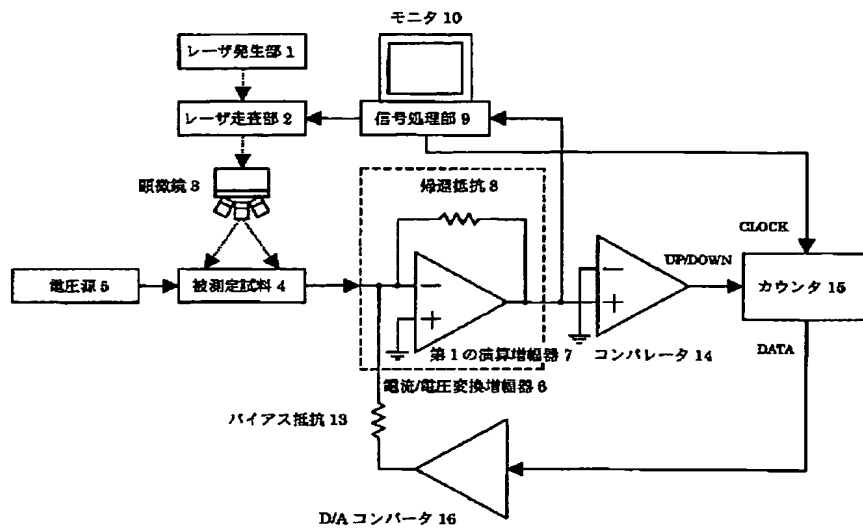 モニタ 10
レーザ発生部 1
レーザ走査部 2
信号処理部 9
顕微鏡 3
帰還抵抗 8
CLOCK
UP/DOWN
電圧源 5
被測定試料 4
カウンタ 15
第1の演算増幅器 7
コンパレータ 14
DATA
電流/電圧変換増幅器 6
バイアス抵抗 13
D/A コンバータ 16